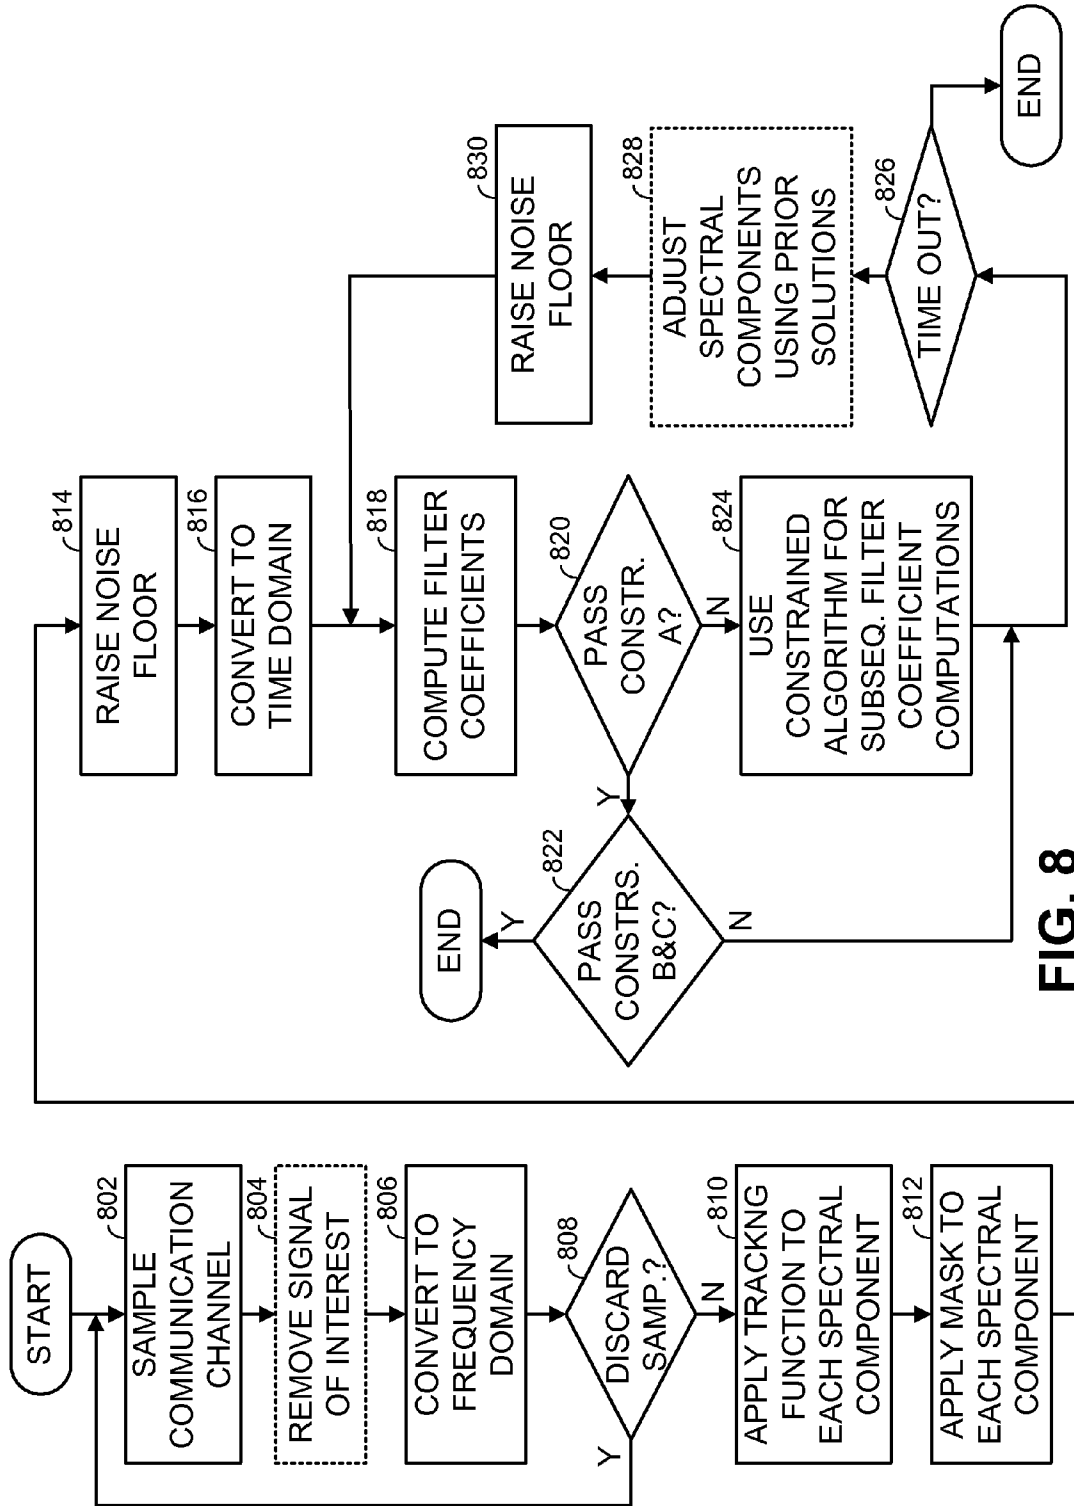 START
802
SAMPLE
COMMUNICATION
CHANNEL
804
REMOVE SIGNAL
OF INTEREST
806
CONVERT TO
FREQUENCY
DOMAIN
808
DISCARD
SAMP.?
Y
N
810
APPLY TRACKNG
FUNCTION TO
EACH SPECTRAL
COMPONENT
812
APPLY MASK TO
EACH SPECTRAL
COMPONENT
814
RAISE NOISE
FLOOR
816
CONVERT TO
TIME DOMAIN
818
COMPUTE FILTER
COEFFICIENTS
820
PASS
CONSTR.
A?
Y
N
822
PASS
CONSTRS.
B&C?
Y
N
END
824
USE
CONSTRAINED
ALGORITHM FOR
SUBSEQ. FILTER
COEFFICIENT
COMPUTATIONS
826
TIME OUT?
END
828
ADJUST
SPECTRAL
COMPONENTS
USING PRIOR
SOLUTIONS
830
RAISE NOISE
FLOOR
FIG. 8